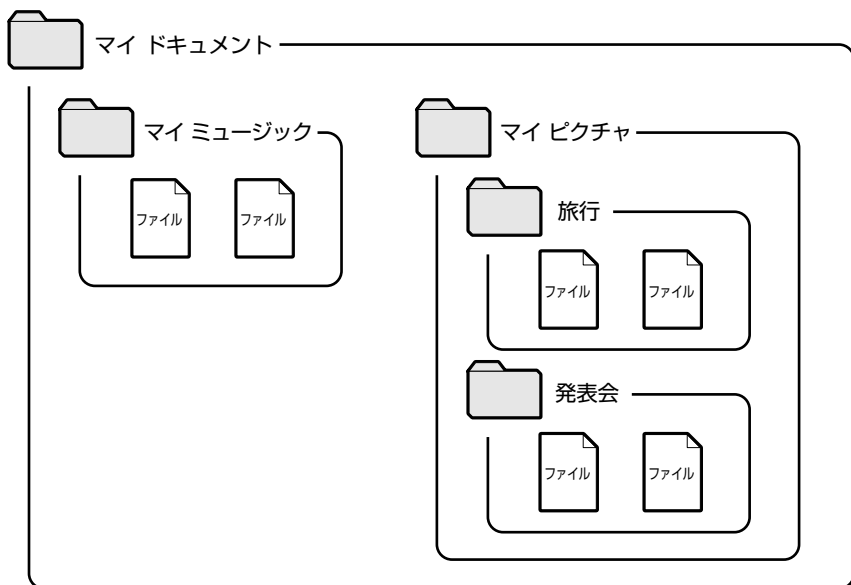 マイ ドキュメント
マイ ミュージック
ファイル
ファイル
マイ ピクチャ
旅行
ファイル
ファイル
発表会
ファイル
ファイル